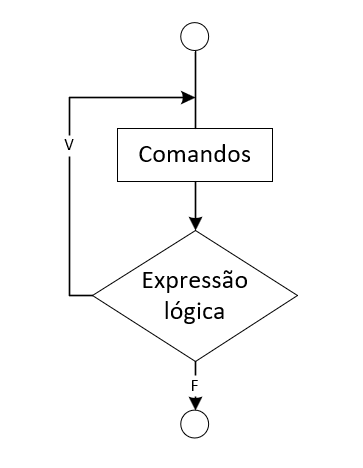 V
Comandos
Expressão
lógica
F